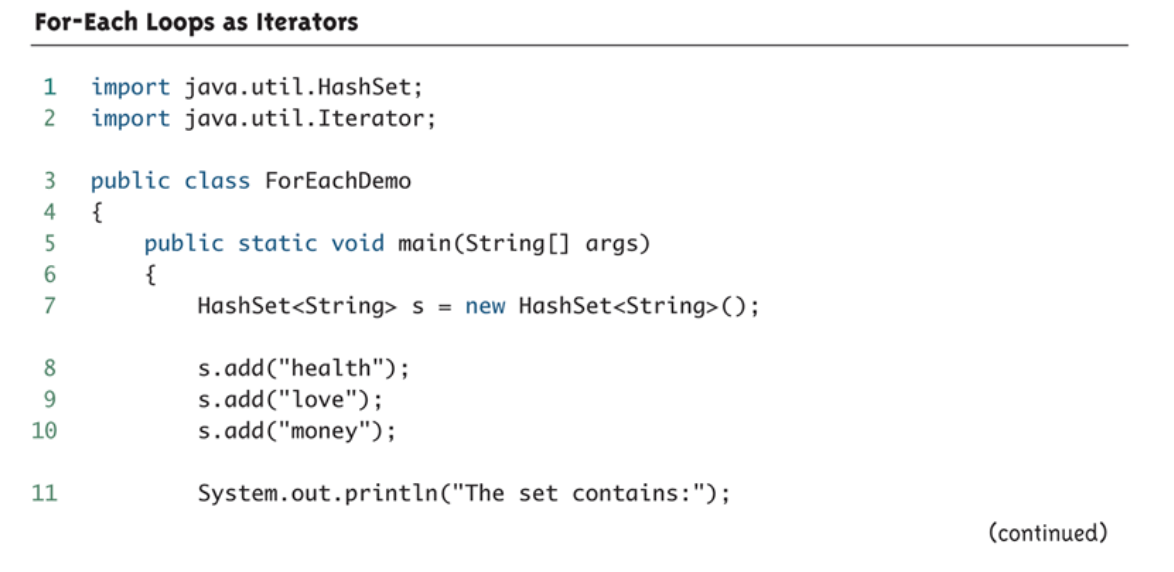 For-Each Loops as Iterators
1 import java.util.HashSet;
2 import java.util.Iterator;
3 public class ForEachDemo
4 {
5 public static void main(String[] args)
6 {
7 HashSet<String> s = new HashSet<String>();
8 s.add("health");
9 s.add("love");
10 s.add("money");
11 System.out.println("The set contains:");
(continued)